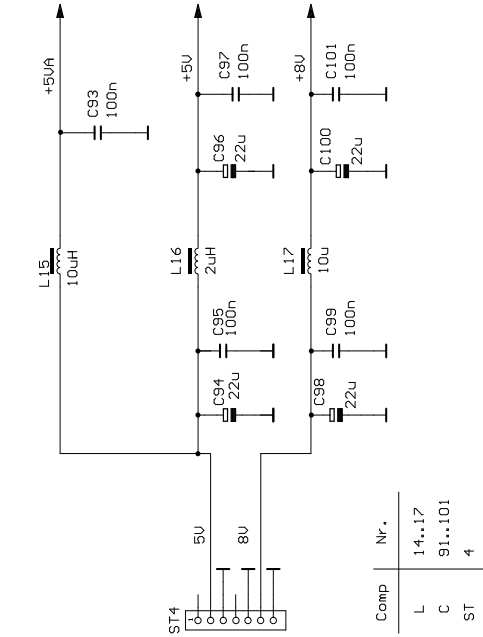 +5VA
C93
100n
L15
10uH
+5V
C97
100n
C96
22u
L16
2uH
C95
100n
C94
22u
+8V
C101
100n
C100
22u
L17
10u
C99
100n
C98
22u
5V
8V
ST4
1
Comp Nr.
L 14..17
C 91..101
ST 4